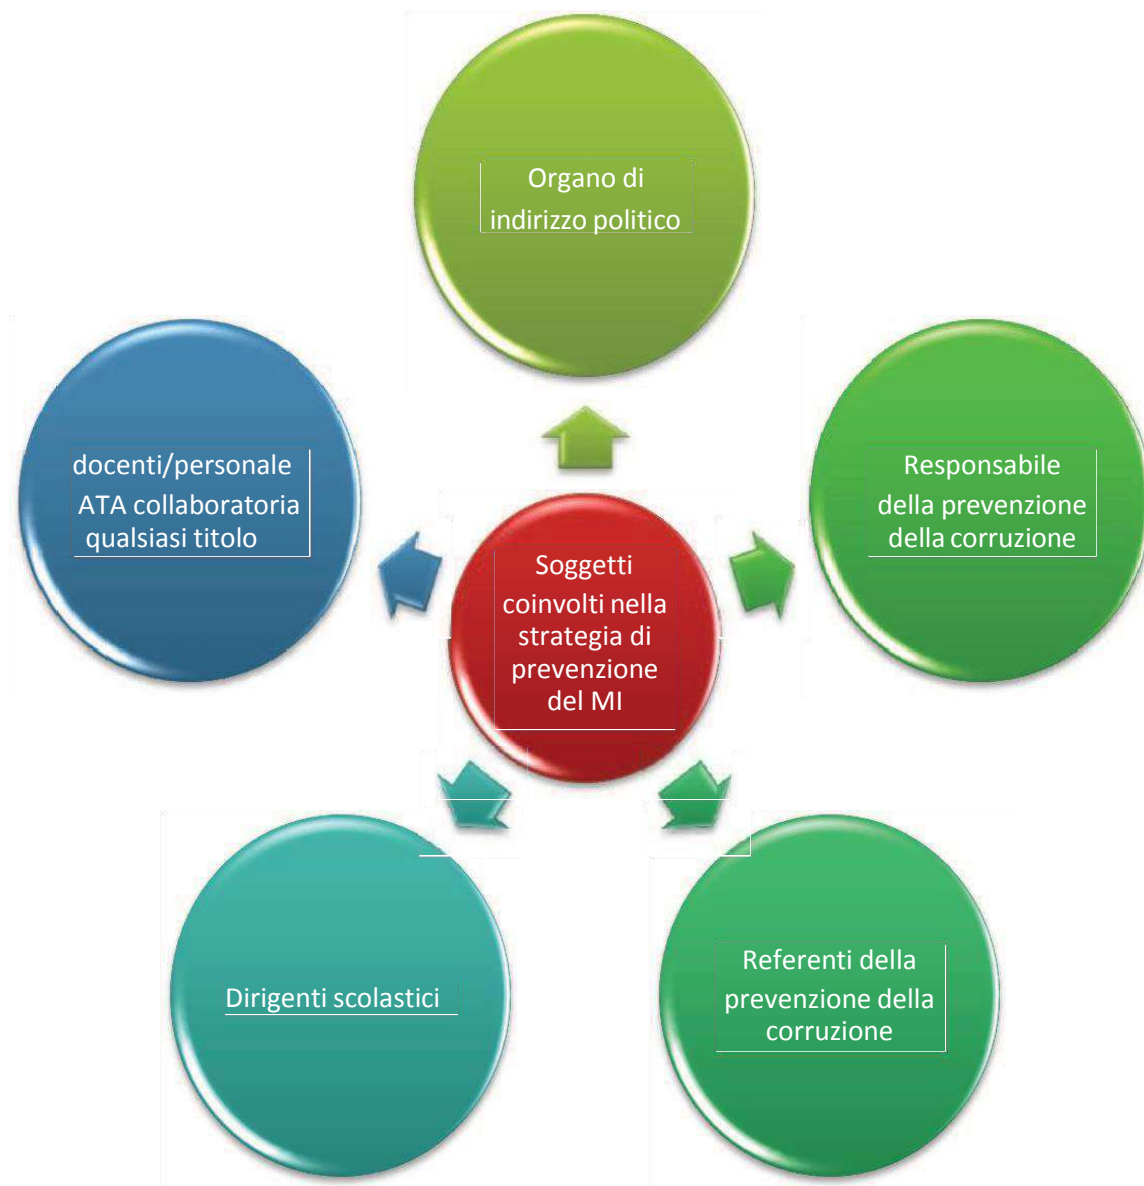 Organo di
indirizzo politico
docenti/personale
ATA collaboratoria
qualsiasi titolo
Responsabile
della prevenzione
della corruzione
Soggetti
coinvolti nella
strategia di
prevenzione
del MI
Dirigenti scolastici
Referenti della
prevenzione della
corruzione